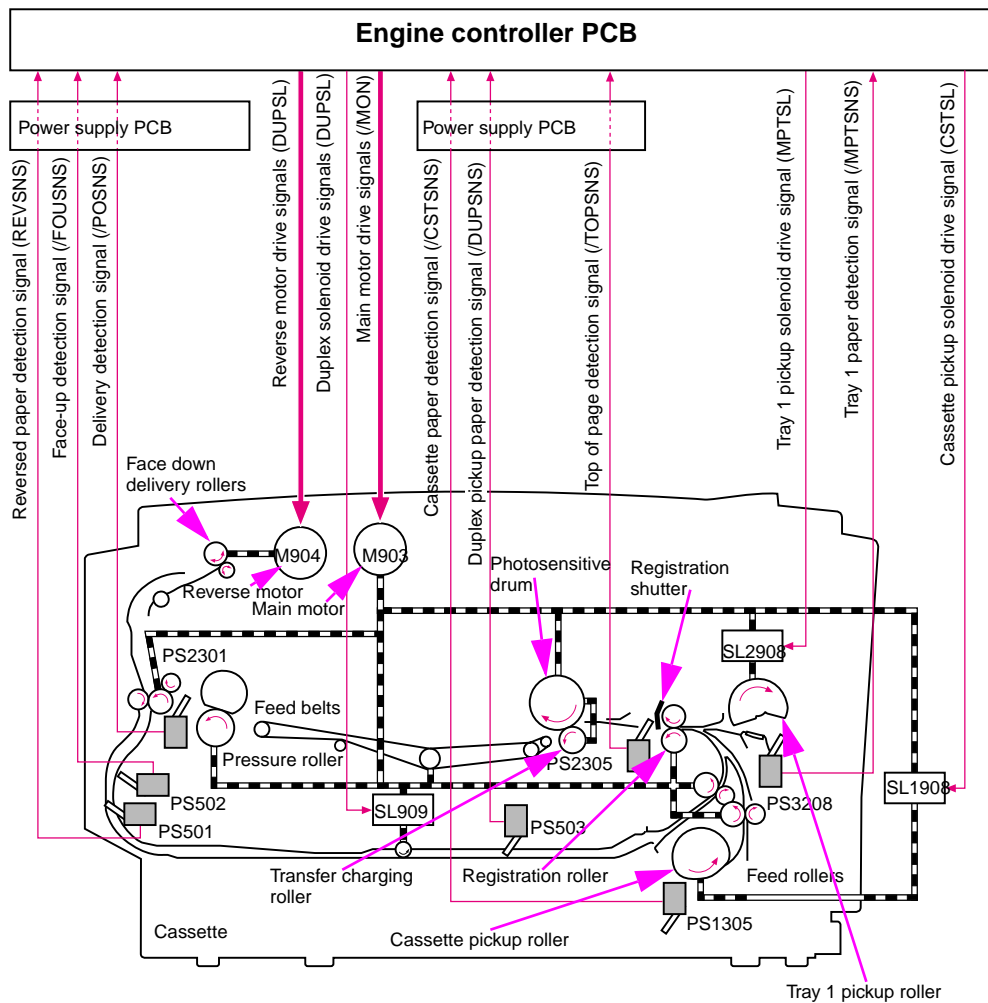 Engine controller PCB
Power supply PCB
Power supply PCB
Reversed paper detection signal (REVSNS)
Face-up detection signal (/FOUSNS)
Delivery detection signal (/POSNS)
Reverse motor drive signals (DUPSL)
Duplex solenoid drive signals (DUPSL)
Main motor drive signals (/MON)
Cassette paper detection signal (/CSTSNS)
Duplex pickup paper detection signal (/DUPSNS)
Top of page detection signal (/TOPSNS)
Tray 1 pickup solenoid drive signal (MPTSL)
Tray 1 paper detection signal (/MPTSNS)
Cassette pickup solenoid drive signal (CSTSL)
Face down
delivery rollers
M904
M903
Reverse motor
Main motor
Photosensitive
drum
Registration
shutter
SL2908
PS2301
Feed belts
Pressure roller
PS2305
PS502
PS501
SL909
PS503
PS3208
SL1908
Transfer charging
roller
Registration roller
Feed rollers
PS1305
Cassette
Cassette pickup roller
Tray 1 pickup roller